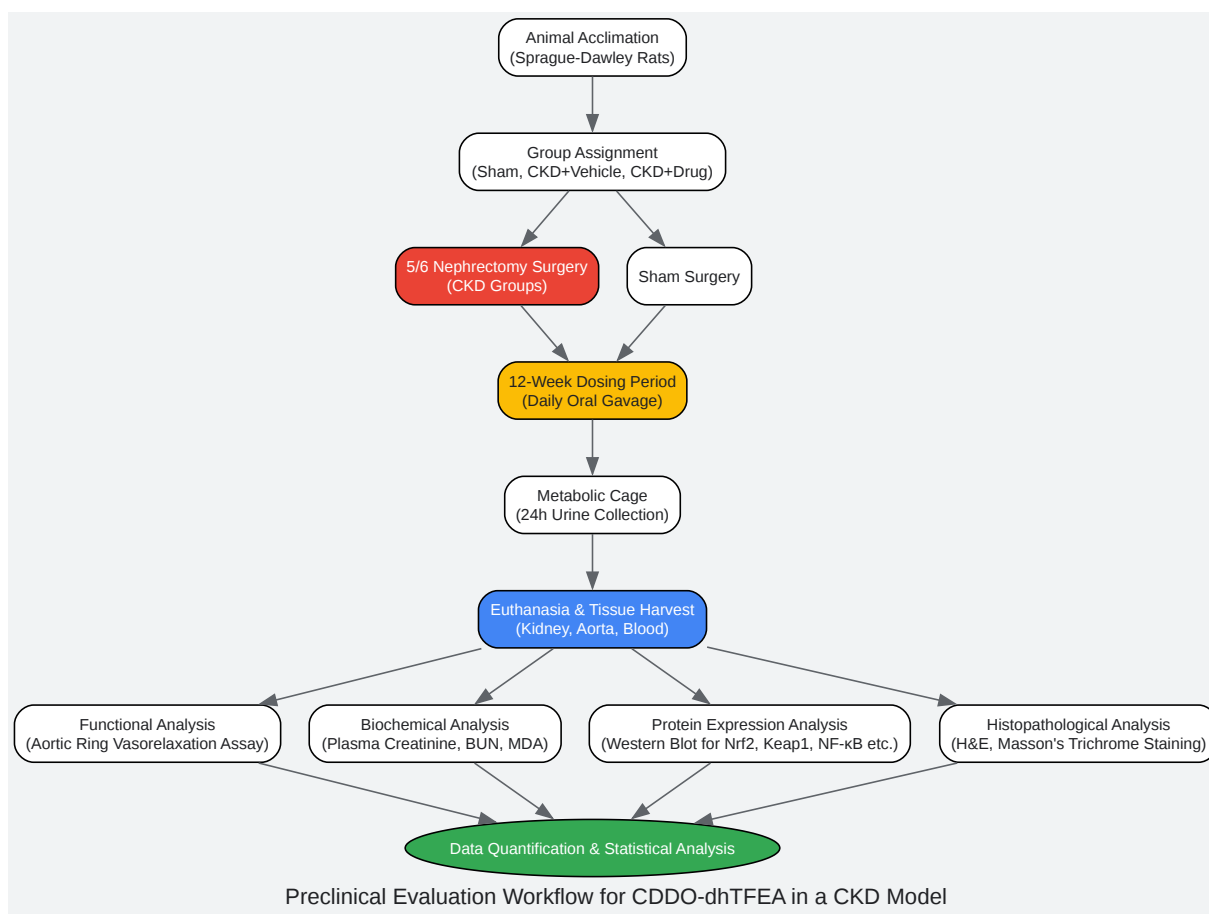 Animal Acclimation
(Sprague-Dawley Rats)
Group Assignment
(Sham, CKD+Vehicle, CKD+Drug)
5/6 Nephrectomy Surgery
(CKD Groups)
Sham Surgery
12-Week Dosing Period
(Daily Oral Gavage)
Metabolic Cage
(24h Urine Collection)
Euthanasia & Tissue Harvest
(Kidney, Aorta, Blood)
Functional Analysis
(Aortic Ring Vasorelaxation Assay)
Biochemical Analysis
(Plasma Creatinine, BUN, MDA)
Protein Expression Analysis
(Western Blot for Nrf2, Keap1, NF-κB etc.)
Histopathological Analysis
(H&E, Masson's Trichrome Staining)
Data Quantification & Statistical Analysis
Preclinical Evaluation Workflow for CDDO-dhTFEA in a CKD Model